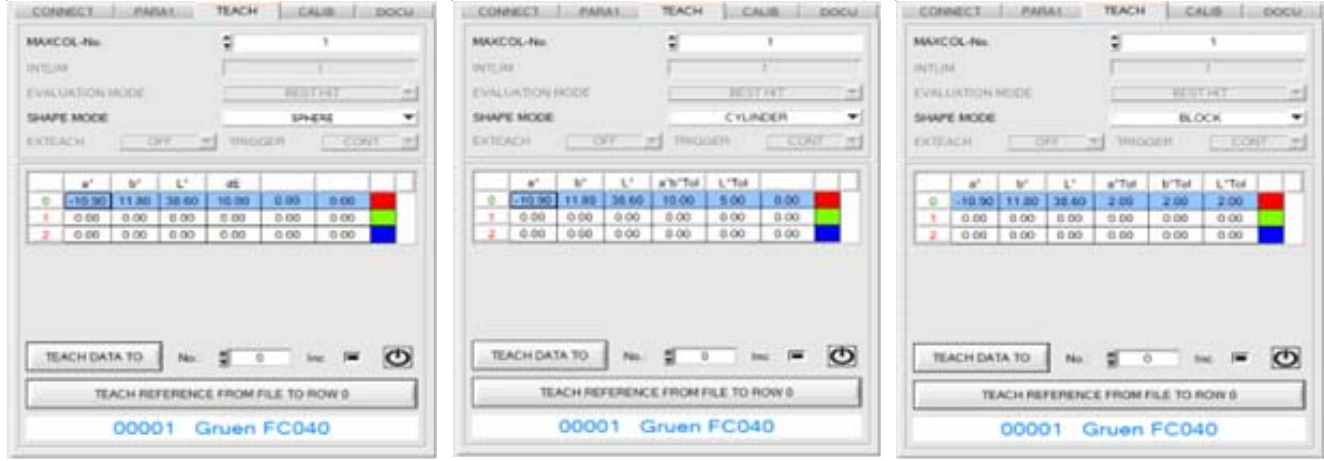 CONNECT PARA1 TEACH CALIB DOCU
MAXCOL-No. 1
INTLIM 1
EVALUATION MODE BEST HIT
SHAPE MODE SPHERE
EXTEACH OFF TRIGGER CONT
a* b* L* dE
0 -10.90 11.80 38.60 10.00 0.00 0.00
1 0.00 0.00 0.00 0.00 0.00 0.00
2 0.00 0.00 0.00 0.00 0.00 0.00
TEACH DATA TO No.: 0 Inc
TEACH REFERENCE FROM FILE TO ROW 0
00001 Gruen FC040
CONNECT PARA1 TEACH CALIB DOCU
MAXCOL-No. 1
INTLIM 1
EVALUATION MODE BEST HIT
SHAPE MODE CYLINDER
EXTEACH OFF TRIGGER CONT
a* b* L* a*b*Tol L*Tol
0 -10.90 11.80 38.60 10.00 5.00 0.00
1 0.00 0.00 0.00 0.00 0.00 0.00
2 0.00 0.00 0.00 0.00 0.00 0.00
TEACH DATA TO No.: 0 Inc
TEACH REFERENCE FROM FILE TO ROW 0
00001 Gruen FC040
CONNECT PARA1 TEACH CALIB DOCU
MAXCOL-No. 1
INTLIM 1
EVALUATION MODE BEST HIT
SHAPE MODE BLOCK
EXTEACH OFF TRIGGER CONT
a* b* L* a*Tol b*Tol L*Tol
0 -10.90 11.80 38.60 2.00 2.00 2.00
1 0.00 0.00 0.00 0.00 0.00 0.00
2 0.00 0.00 0.00 0.00 0.00 0.00
TEACH DATA TO No.: 0 Inc
TEACH REFERENCE FROM FILE TO ROW 0
00001 Gruen FC040